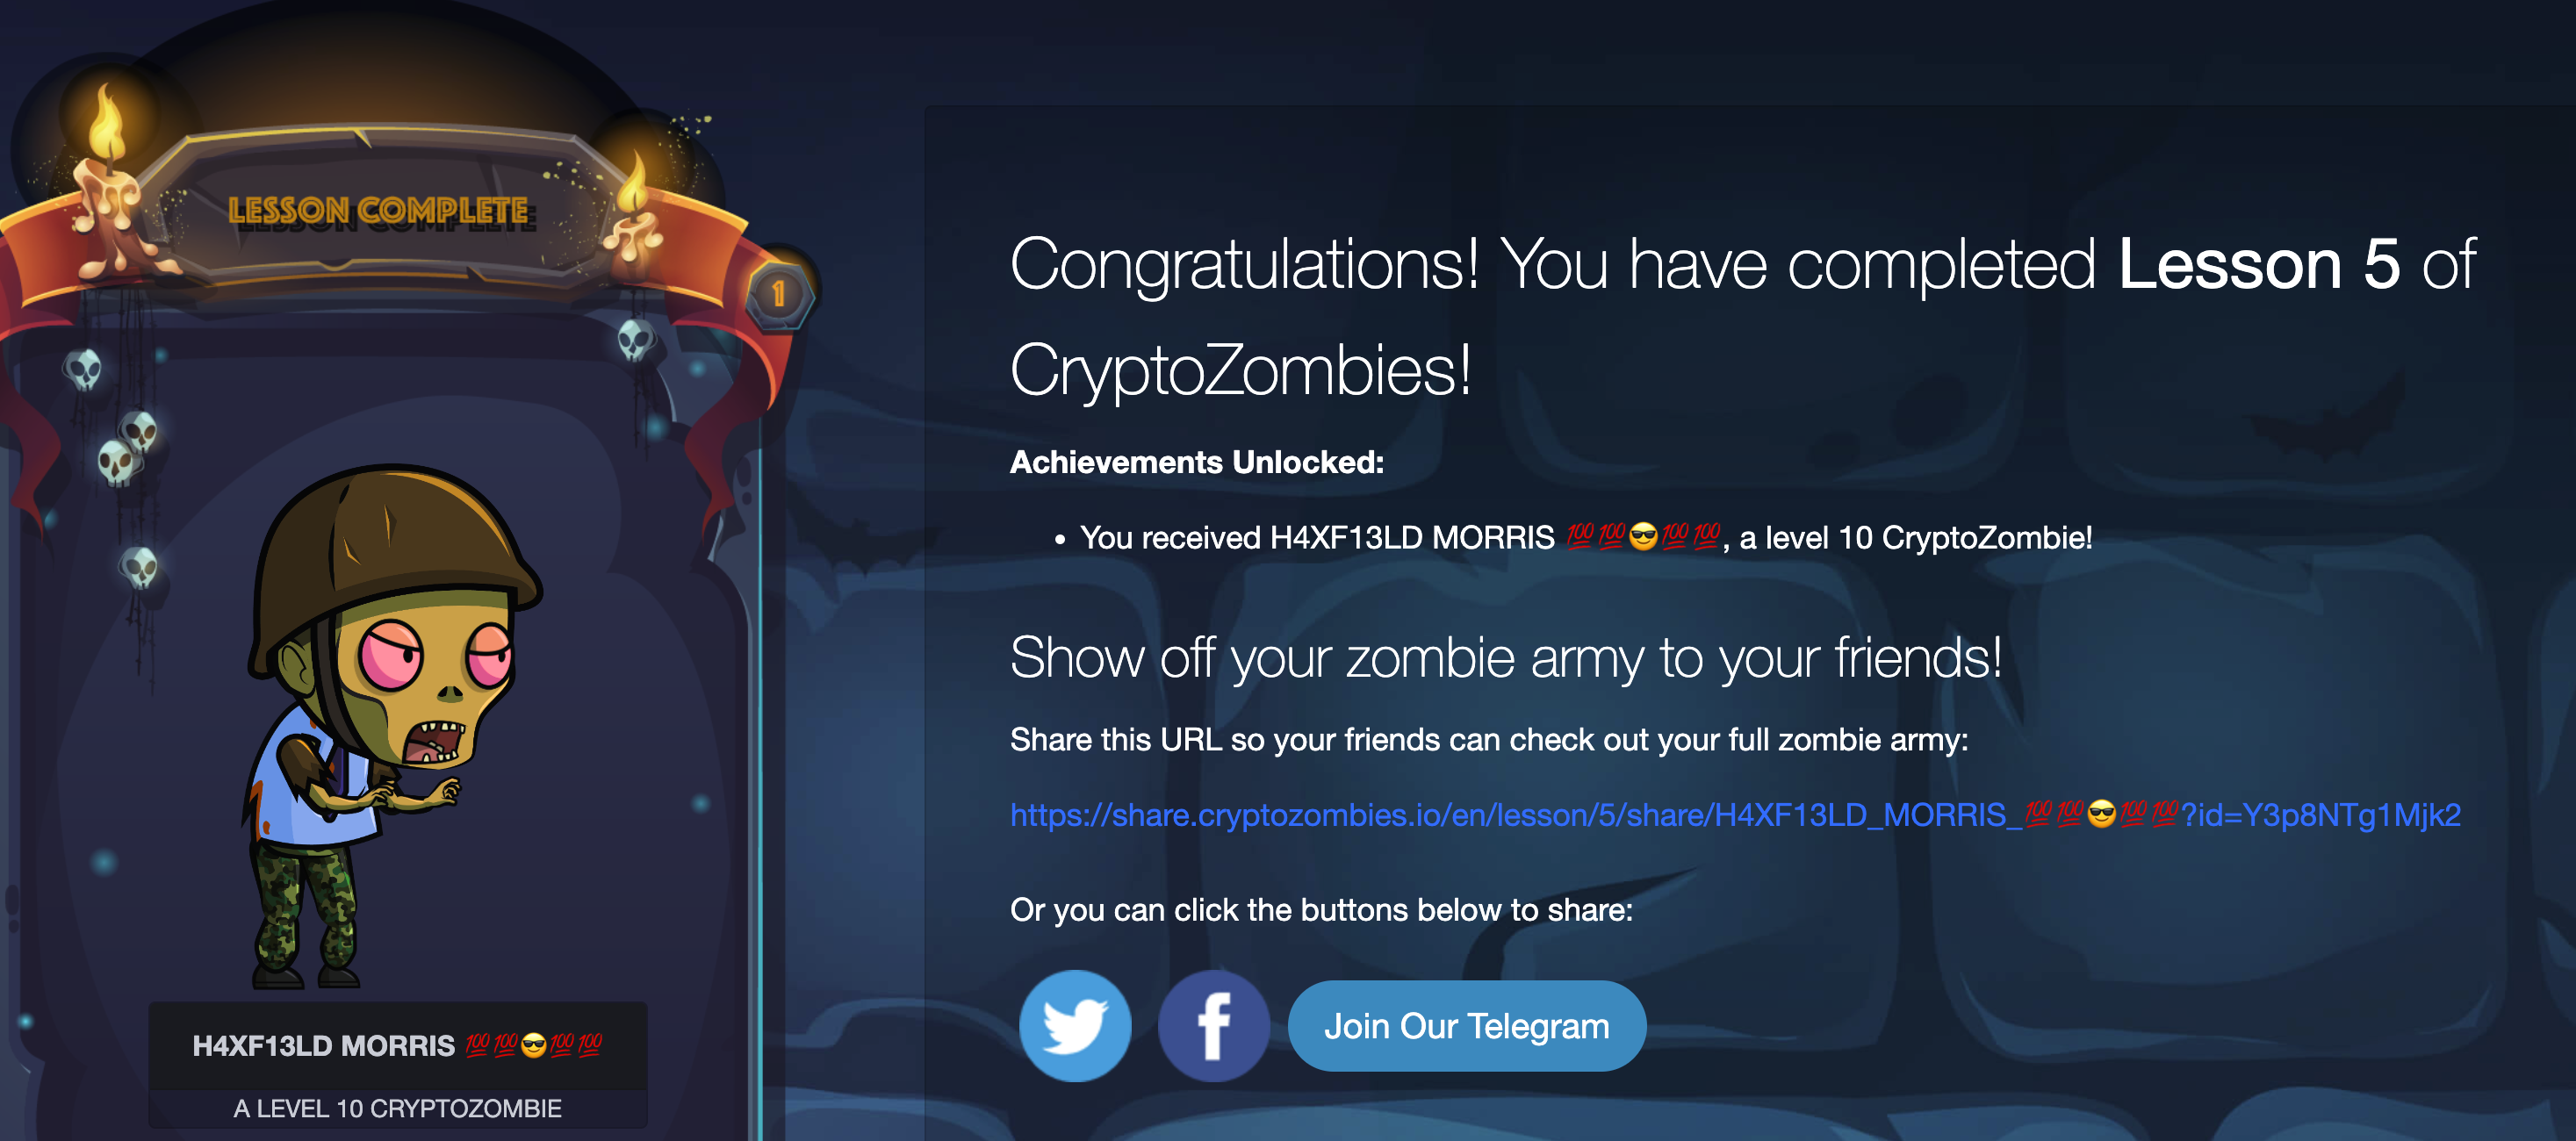 LESSON COMPLETE
1
H4XF13LD MORRIS 💯💯😎💯💯
A LEVEL 10 CRYPTOZOMBIE
Congratulations! You have completed Lesson 5 of
CryptoZombies!
Achievements Unlocked:
• You received H4XF13LD MORRIS 💯💯😎💯💯, a level 10 CryptoZombie!
Show off your zombie army to your friends!
Share this URL so your friends can check out your full zombie army:
https://share.cryptozombies.io/en/lesson/5/share/H4XF13LD_MORRIS_💯💯😎💯💯?id=Y3p8NTg1Mjk2
Or you can click the buttons below to share:
Join Our Telegram